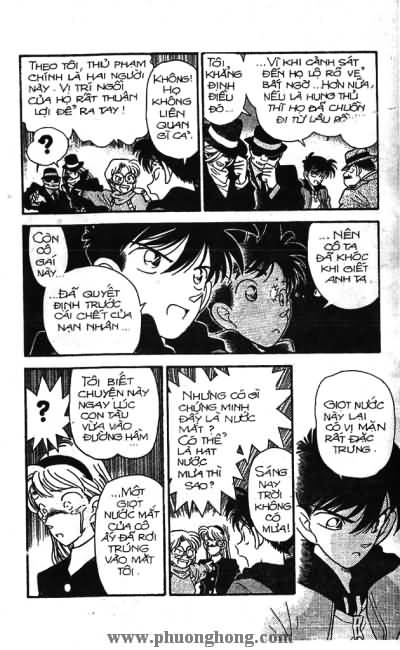 THEO TÔI, THỦ PHẠM
CHÍNH LÀ HAI NGƯỜI
NÀY. VỊ TRÍ NGỒI
CỦA HỌ RẤT THUẬN
LỢI ĐỂ RA TAY!
KHÔNG!
HỌ
KHÔNG
LIÊN
QUAN
GÌ CẢ.
?
TÔI
KHẲNG
ĐỊNH
ĐIỀU
ĐÓ...
...VÌ KHI CẢNH SÁT
ĐẾN HỌ LỘ RÕ VẺ
BẤT NGỜ...HƠN NỮA,
NẾU LÀ HUNG THỦ
THÌ HỌ ĐÃ CHUỒN
ĐI TỪ LÂU RỒI...
CÒN
CÔ
GÁI
NÀY...
...ĐÃ QUYẾT
ĐỊNH TRƯỚC
CÁI CHẾT CỦA
NẠN NHÂN...
...NÊN
CÔ TA
ĐÃ KHÓC
KHI GIẾT
ANH TA.
?
TÔI BIẾT
CHUYỆN NÀY
NGAY LÚC
CON TÀU
VỪA VÀO
ĐƯỜNG HẦM
...MỘT
GIỌT
NƯỚC MẮT
CỦA CÔ
ẤY ĐÃ RƠI
TRÚNG
VÀO MẶT
TÔI.
NHƯNG CÓ GÌ
CHỨNG MINH
ĐÂY LÀ NƯỚC
MẮT?
CÓ THỂ
LÀ HẠT
NƯỚC
MƯA THÌ
SAO?
SÁNG
NAY
TRỜI
KHÔNG
CÓ
MƯA!
GIỌT NƯỚC
NÀY LẠI
CÓ VỊ MẶN
RẤT ĐẶC
TRƯNG.
www.phuonghong.com